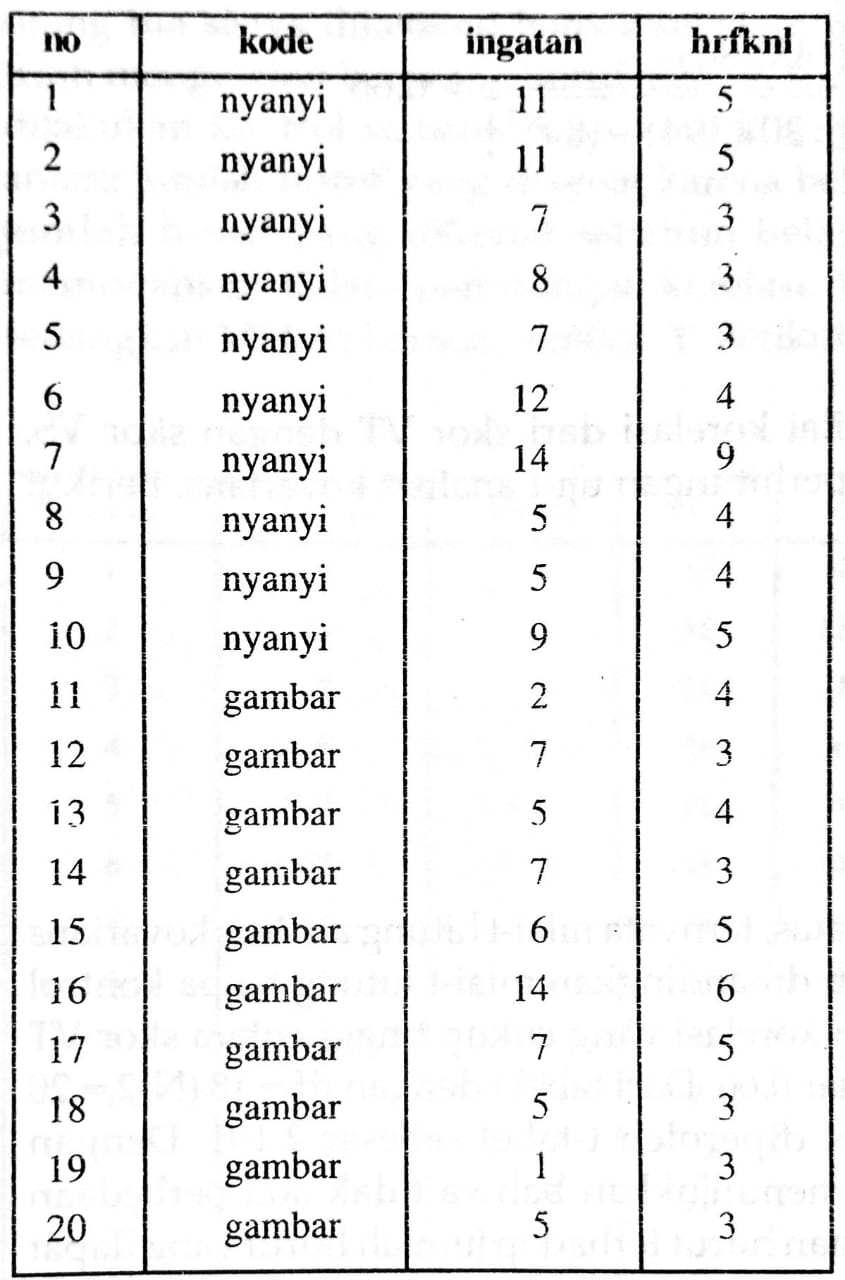 no kode ingatan hrfknl
1 nyanyi 11 5
2 nyanyi 11 5
3 nyanyi 7 3
4 nyanyi 8 3
5 nyanyi 7 3
6 nyanyi 12 4
7 nyanyi 14 9
8 nyanyi 5 4
9 nyanyi 5 4
10 nyanyi 9 5
11 gambar 2 4
12 gambar 7 3
13 gambar 5 4
14 gambar 7 3
15 gambar 6 5
16 gambar 14 6
17 gambar 7 5
18 gambar 5 3
19 gambar 1 3
20 gambar 5 3